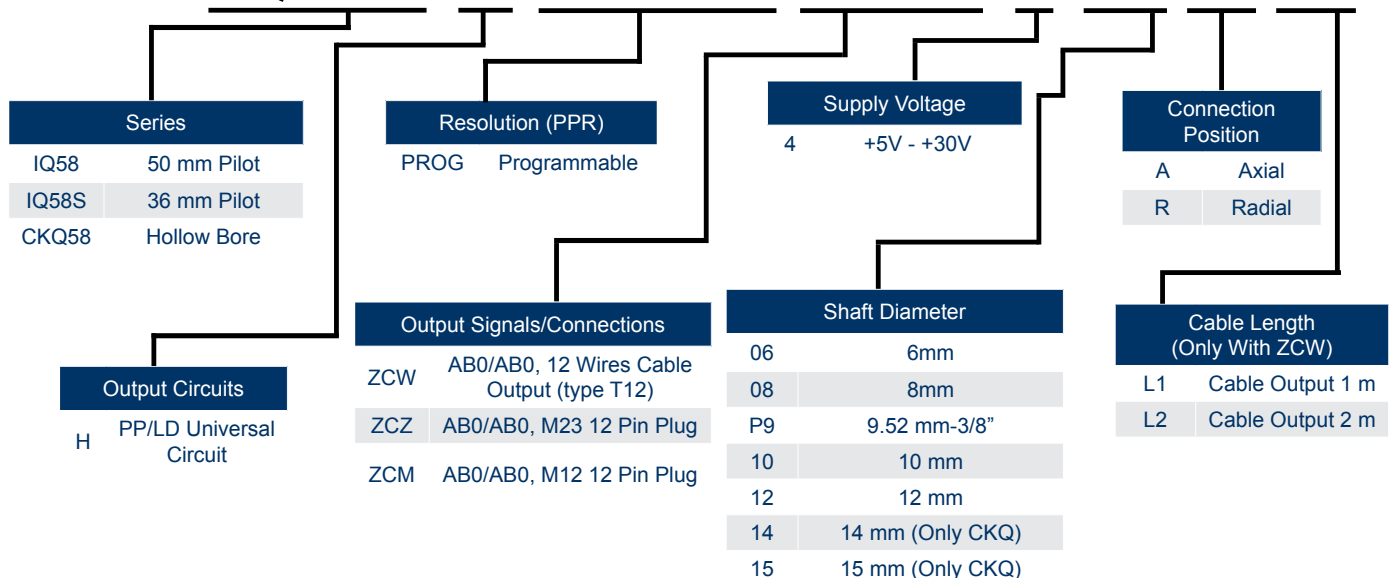 Series
IQ58 50 mm Pilot
IQ58S 36 mm Pilot
CKQ58 Hollow Bore
Resolution (PPR)
PROG Programmable
Supply Voltage
4 +5V - +30V
Connection
Position
A Axial
R Radial
Output Circuits
H PP/LD Universal
Circuit
Output Signals/Connections
ZCW AB0/AB0, 12 Wires Cable
Output (type T12)
ZCZ AB0/AB0, M23 12 Pin Plug
ZCM AB0/AB0, M12 12 Pin Plug
Shaft Diameter
06 6mm
08 8mm
P9 9.52 mm-3/8”
10 10 mm
12 12 mm
14 14 mm (Only CKQ)
15 15 mm (Only CKQ)
Cable Length
(Only With ZCW)
L1 Cable Output 1 m
L2 Cable Output 2 m